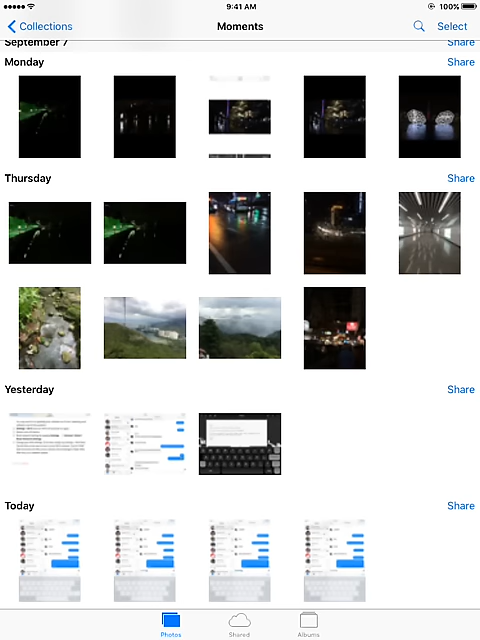 9:41 AM
100%
Collections
Moments
Select
September 7
Share
Monday
Share
Thursday
Share
Yesterday
Share
Today
Share
Photos
Shared
Albums